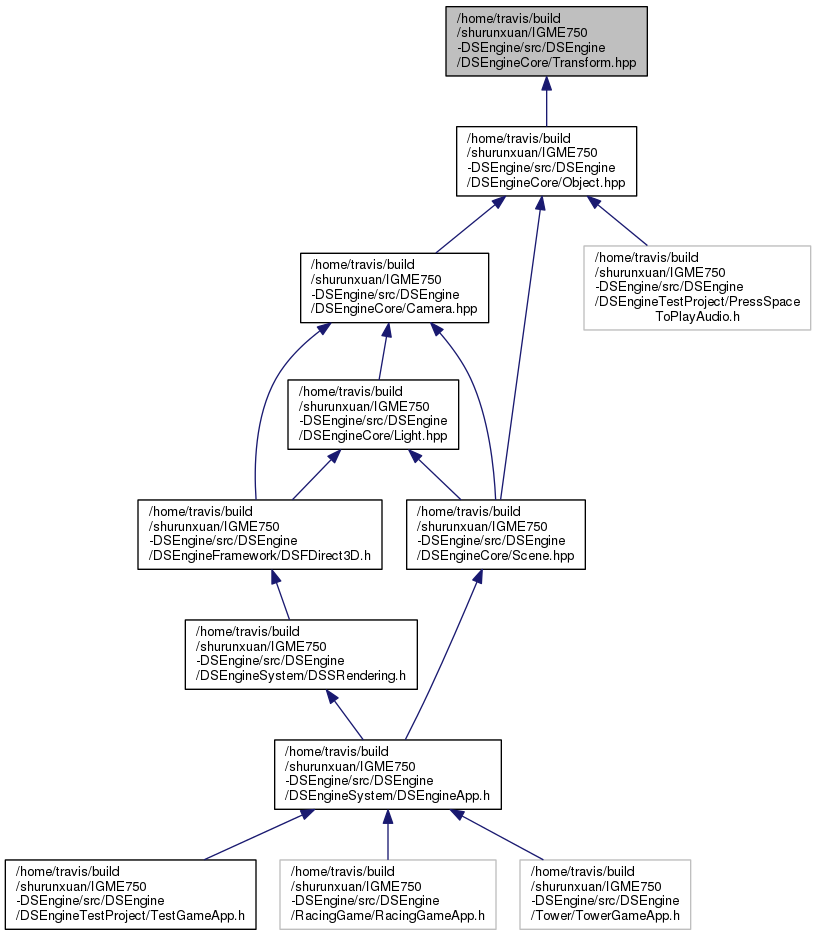 /home/travis/build
/shurunxuan/IGME750
-DSEngine/src/DSEngine
/DSEngineCore/Transform.hpp
/home/travis/build
/shurunxuan/IGME750
-DSEngine/src/DSEngine
/DSEngineCore/Object.hpp
/home/travis/build
/shurunxuan/IGME750
-DSEngine/src/DSEngine
/DSEngineCore/Camera.hpp
/home/travis/build
/shurunxuan/IGME750
-DSEngine/src/DSEngine
/DSEngineTestProject/PressSpace
ToPlayAudio.h
/home/travis/build
/shurunxuan/IGME750
-DSEngine/src/DSEngine
/DSEngineCore/Light.hpp
/home/travis/build
/shurunxuan/IGME750
-DSEngine/src/DSEngine
/DSEngineFramework/DSFDirect3D.h
/home/travis/build
/shurunxuan/IGME750
-DSEngine/src/DSEngine
/DSEngineCore/Scene.hpp
/home/travis/build
/shurunxuan/IGME750
-DSEngine/src/DSEngine
/DSEngineSystem/DSSRendering.h
/home/travis/build
/shurunxuan/IGME750
-DSEngine/src/DSEngine
/DSEngineSystem/DSEngineApp.h
/home/travis/build
/shurunxuan/IGME750
-DSEngine/src/DSEngine
/DSEngineTestProject/TestGameApp.h
/home/travis/build
/shurunxuan/IGME750
-DSEngine/src/DSEngine
/RacingGame/RacingGameApp.h
/home/travis/build
/shurunxuan/IGME750
-DSEngine/src/DSEngine
/Tower/TowerGameApp.h